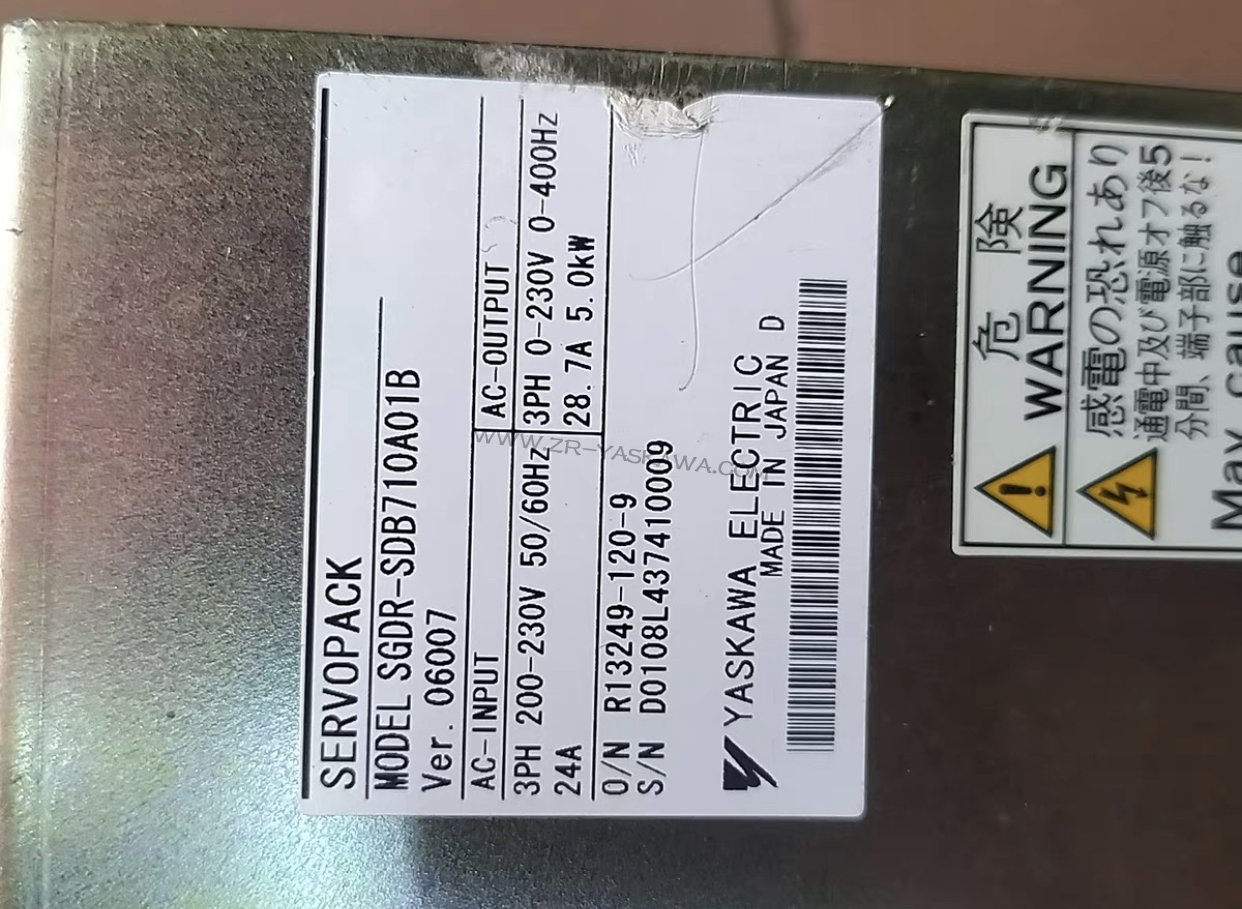 SERVOPACK
MODEL SGDR-SDB710A01B
Ver. 06007
AC-INPUT
AC-OUTPUT
3PH 200-230V 50/60Hz
3PH 0-230V 0-400Hz
24A
28.7A 5.0kW
O/N R13249-120-9
S/N D0108L437410009
YASKAWA ELECTRIC
MADE IN JAPAN D
WWW.ZR-YASKAWA.COM
危険
WARNING
感電の恐れあり
通電中及び電源オフ後5
分間、端子部に触るな!
May cause